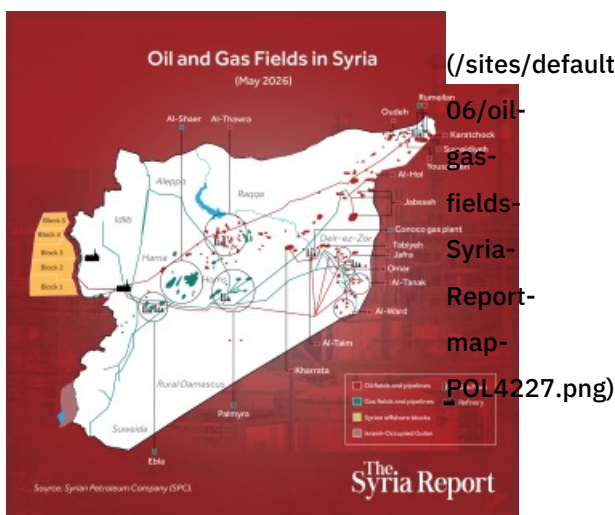 Oil and Gas Fields in Syria
(May 2026)
(/sites/default
06/oil-
gas-
fields-
Syria-
Report-
map-
POL4227.png)
Al-Shaer
Al-Thawra
Oudeh
Rumeilan
Karatchock
Al-Hol
Jabseh
Conoco gas plant
Tabiyeh
Jafra
Omar
Al-Tanak
Al-Ward
Al-Taim
Kharrata
Palmyra
Ebla
Aleppo
Raqqa
Idlib
Hama
Homs
Deir-ez-Zor
Rural Damascus
Suweida
Block 5
Block 4
Block 3
Block 2
Block 1
Oil fields and pipelines
Gas fields and pipelines
Syrian offshore blocks
Israeli-Occupied Golan
Refinery
Source: Syrian Petroleum Company (SPC).
The
Syria Report